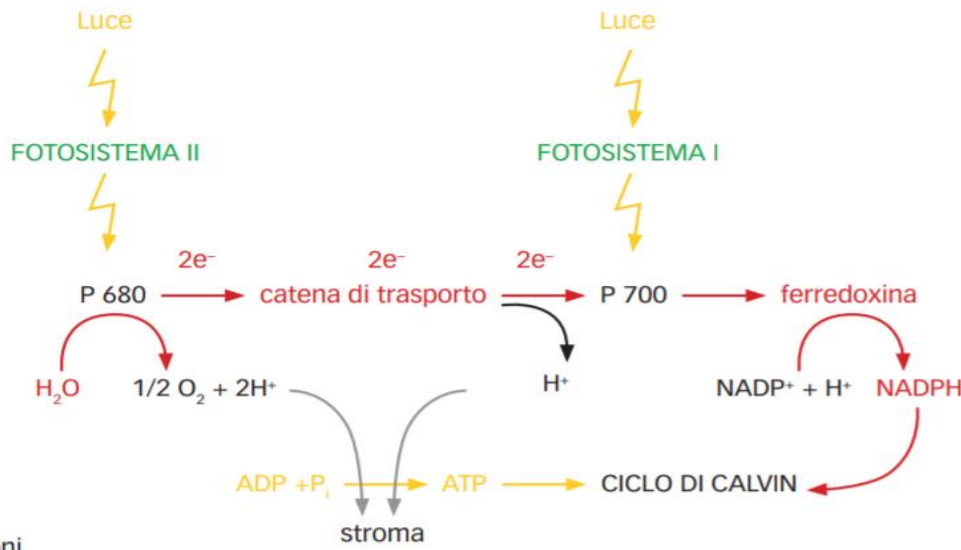 Luce Luce
FOTOSISTEMA II FOTOSISTEMA I
2e⁻ 2e⁻ 2e⁻
P 680 catena di trasporto P 700 ferredoxina
H₂O 1/2 O₂ + 2H⁺ H⁺ NADP⁺ + H⁺ NADPH
ADP +Pᵢ ATP CICLO DI CALVIN
stroma